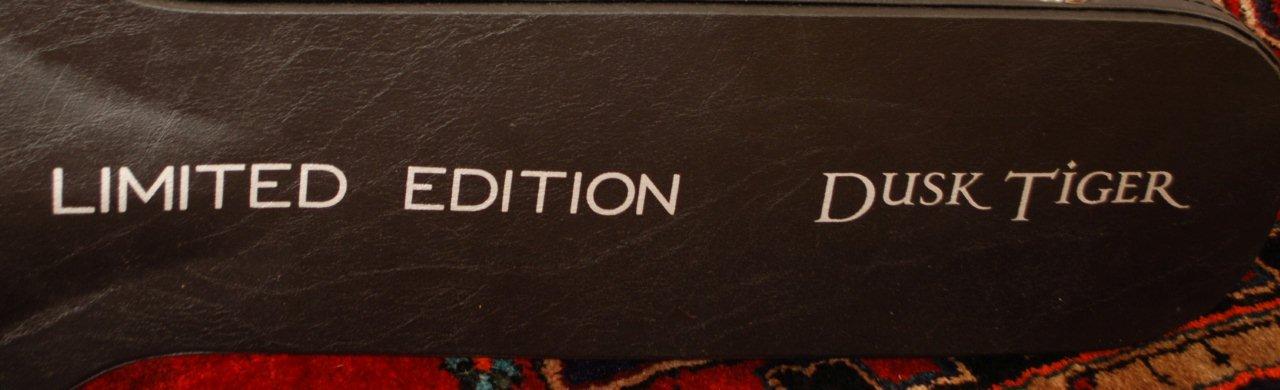 LIMITED EDITION DUSK TIGER